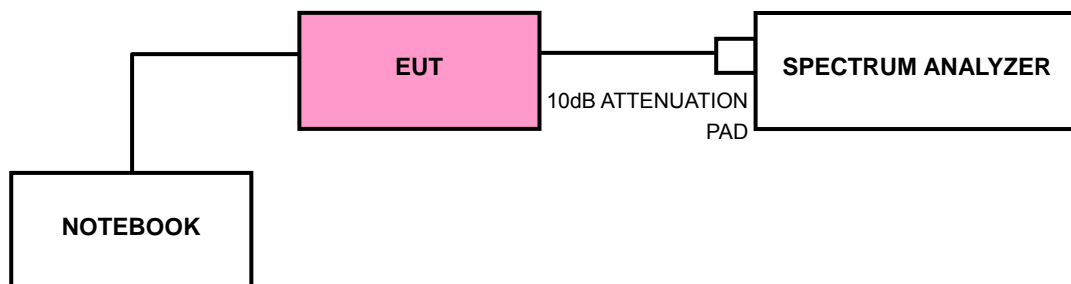 EUT
SPECTRUM ANALYZER
10dB ATTENUATION
PAD
NOTEBOOK